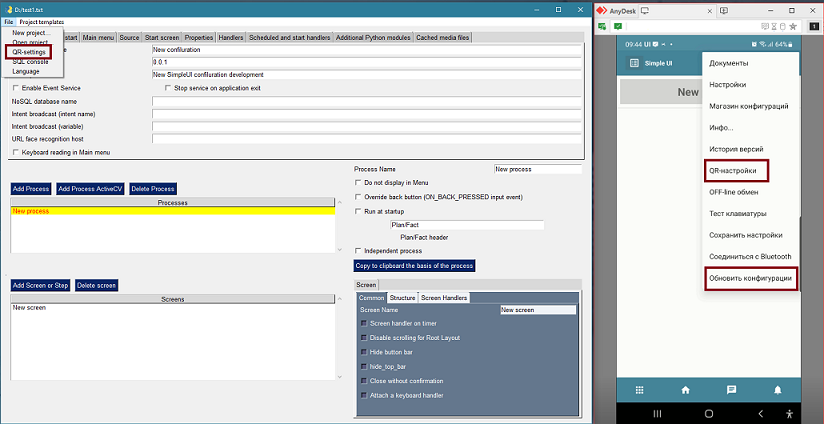 D:/test1.txt
File Project templates
New project...
Open project
QR-settings
SQL console
Language
start Main menu Source Start screen Properties Handlers Scheduled and start handlers Additional Python modules Cached media files
New confiluration
0.0.1
New SimpleUI confiluration development
Enable Event Service Stop service on application exit
NoSQL database name
Intent broadcast (intent name)
Intent broadcast (variable)
URL face recognition host
Keyboard reading in Main menu
Add Process Add Process ActiveCV Delete Process
Processes
New process
Add Screen or Step Delete screen
Screens
New screen
Process Name New process
Do not display in Menu
Override back button (ON_BACK_PRESSED input event)
Run at startup
Plan/Fact
Plan/Fact header
Independent process
Copy to clipboard the basis of the process
Screen
Common Structure Screen Handlers
Screen Name New screen
Screen handler on timer
Disable scrolling for Root Layout
Hide button bar
hide_top_bar
Close without confirmation
Attach a keyboard handler
AnyDesk
1
09:44 UI 64%
Simple UI
New
Документы
Настройки
Магазин конфигураций
Инфо...
История версий
QR-настройки
OFF-line обмен
Тест клавиатуры
Сохранить настройки
Соединиться с Bluetooth
Обновить конфигурации